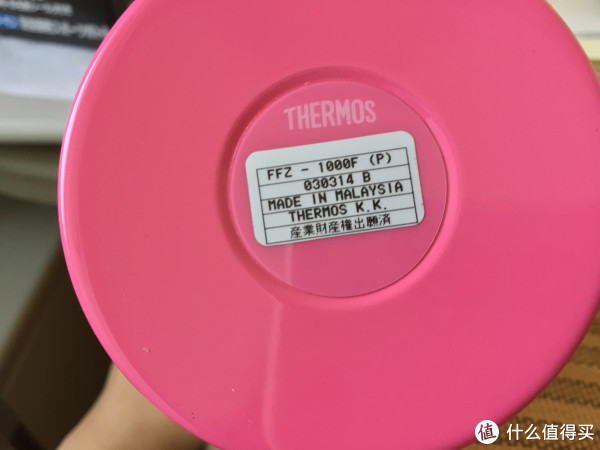 THERMOS
FFZ - 1000F (P)
030314 B
MADE IN MALAYSIA
THERMOS K.K.
産業財産権出願済
值 什么值得买